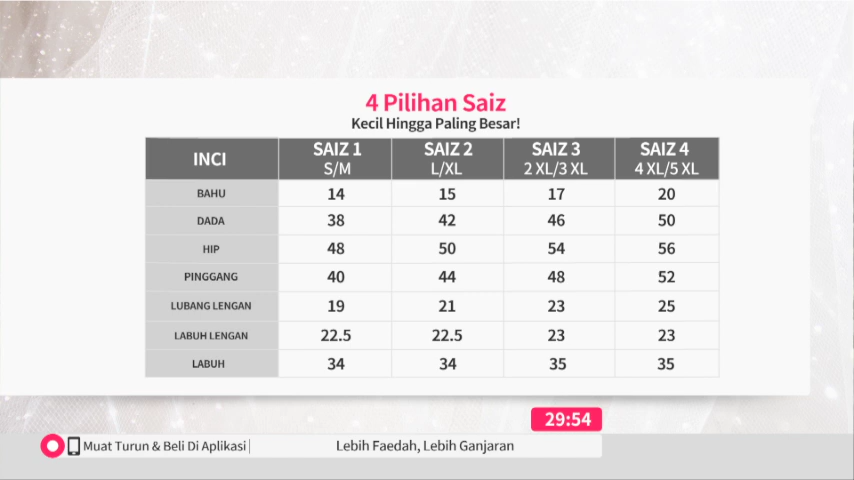 4 Pilihan Saiz
Kecil Hingga Paling Besar!
INCI SAIZ 1 S/M SAIZ 2 L/XL SAIZ 3 2 XL/3 XL SAIZ 4 4 XL/5 XL
BAHU 14 15 17 20
DADA 38 42 46 50
HIP 48 50 54 56
PINGGANG 40 44 48 52
LUBANG LENGAN 19 21 23 25
LABUH LENGAN 22.5 22.5 23 23
LABUH 34 34 35 35
29:54
Muat Turun & Beli Di Aplikasi Lebih Faedah, Lebih Ganjaran